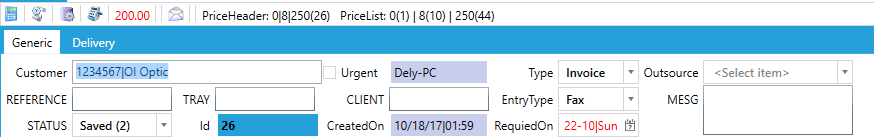 200.00 PriceHeader: 0|8|250(26) PriceList: 0(1) | 8(10) | 250(44)
Generic Delivery
Customer 1234567|OI Optic Urgent Dely-PC Type Invoice Outsource <Select item>
REFERENCE TRAY CLIENT EntryType Fax MESG
STATUS Saved (2) Id 26 CreatedOn 10/18/17|01:59 RequiedOn 22-10|Sun